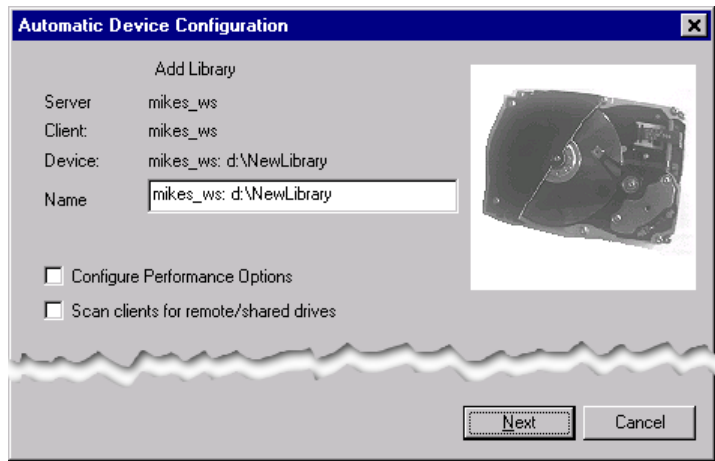 Automatic Device Configuration
Add Library
Server mikes_ws
Client: mikes_ws
Device: mikes_ws: d:\NewLibrary
Name mikes_ws: d:\NewLibrary
Configure Performance Options
Scan clients for remote/shared drives
Next Cancel